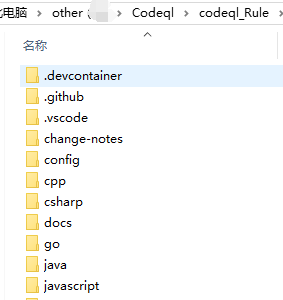 电脑 › other › Codeql › codeql_Rule ›
名称
.devcontainer
.github
.vscode
change-notes
config
cpp
csharp
docs
go
java
javascript